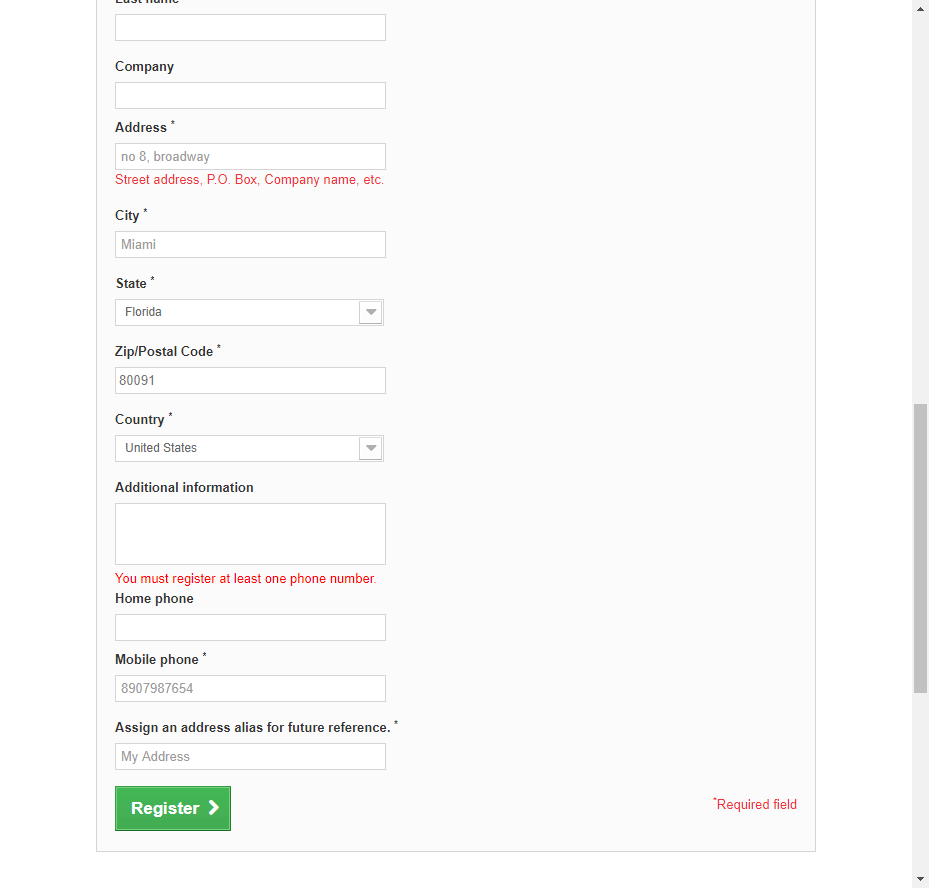 Last name
Company
Address *
no 8, broadway
Street address, P.O. Box, Company name, etc.
City *
Miami
State *
Florida
Zip/Postal Code *
80091
Country *
United States
Additional information
You must register at least one phone number.
Home phone
Mobile phone *
8907987654
Assign an address alias for future reference. *
My Address
Register
*Required field